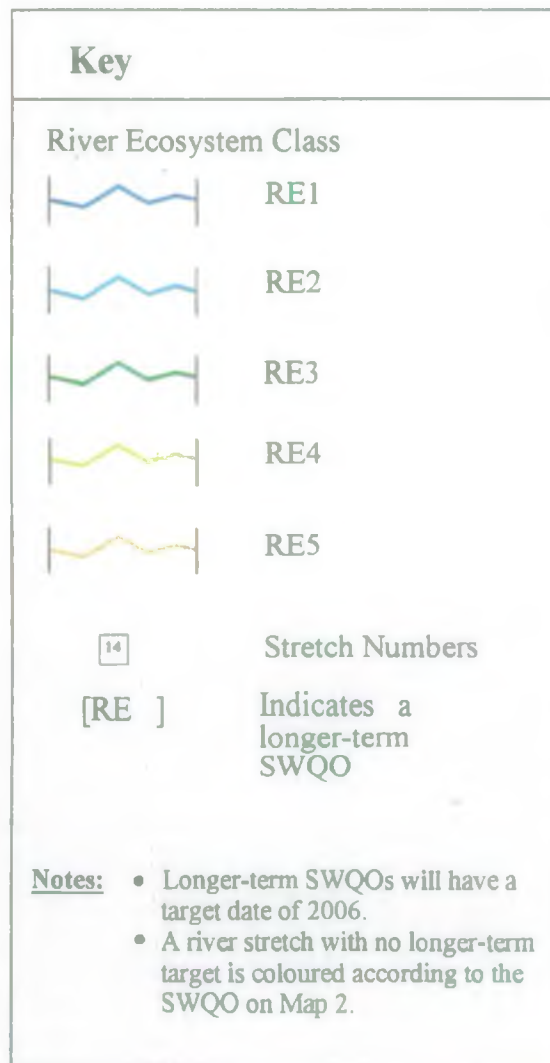 Key
River Ecosystem Class
RE1
RE2
RE3
RE4
RE5
14 Stretch Numbers
[RE ] Indicates a
longer-term
SWQO
Notes: • Longer-term SWQOs will have a
target date of 2006.
• A river stretch with no longer-term
target is coloured according to the
SWQO on Map 2.